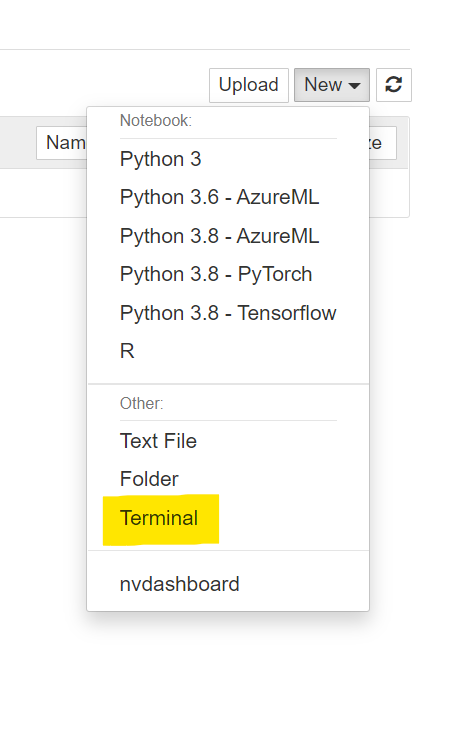 Upload New
Notebook:
Nam ze
Python 3
Python 3.6 - AzureML
Python 3.8 - AzureML
Python 3.8 - PyTorch
Python 3.8 - Tensorflow
R
Other:
Text File
Folder
Terminal
nvdashboard